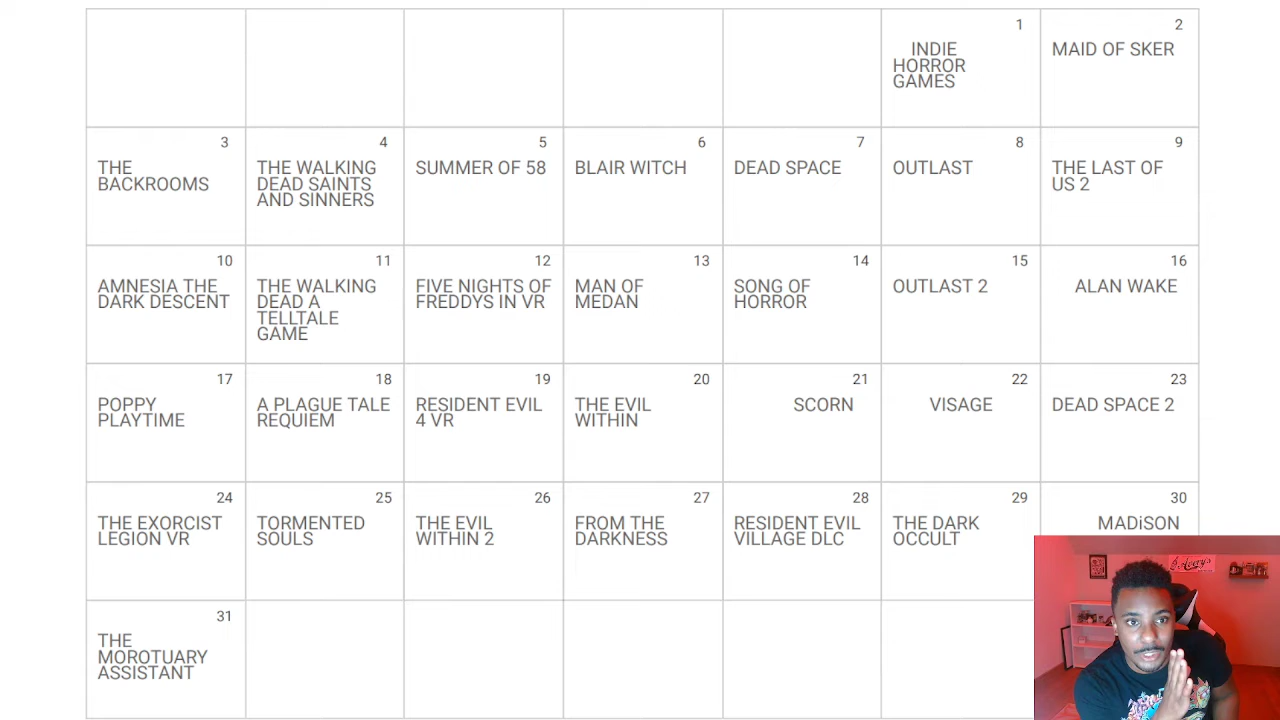 1
INDIE
HORROR
GAMES
2
MAID OF SKER
3
THE
BACKROOMS
4
THE WALKING
DEAD SAINTS
AND SINNERS
5
SUMMER OF 58
6
BLAIR WITCH
7
DEAD SPACE
8
OUTLAST
9
THE LAST OF
US 2
10
AMNESIA THE
DARK DESCENT
11
THE WALKING
DEAD A
TELLTALE
GAME
12
FIVE NIGHTS OF
FREDDYS IN VR
13
MAN OF
MEDAN
14
SONG OF
HORROR
15
OUTLAST 2
16
ALAN WAKE
17
POPPY
PLAYTIME
18
A PLAGUE TALE
REQUIEM
19
RESIDENT EVIL
4 VR
20
THE EVIL
WITHIN
21
SCORN
22
VISAGE
23
DEAD SPACE 2
24
THE EXORCIST
LEGION VR
25
TORMENTED
SOULS
26
THE EVIL
WITHIN 2
27
FROM THE
DARKNESS
28
RESIDENT EVIL
VILLAGE DLC
29
THE DARK
OCCULT
30
MADiSON
31
THE
MOROTUARY
ASSISTANT